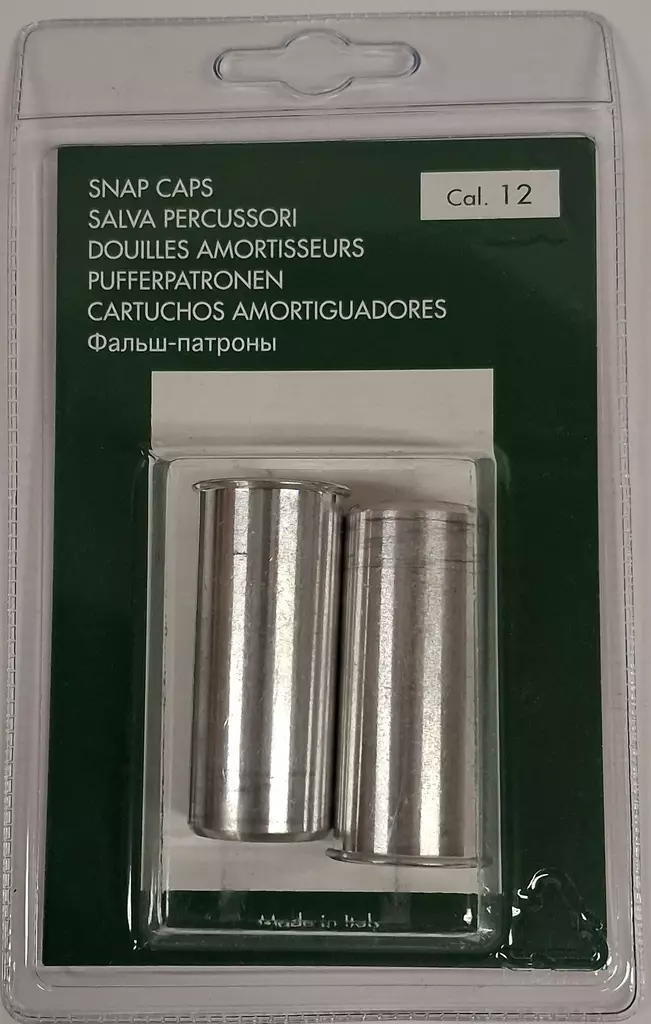 SNAP CAPS
Cal. 12
SALVA PERCUSSORI
DOUILLES AMORTISSEURS
PUFFERPATRONEN
CARTUCHOS AMORTIGUADORES
Фальш-патроны
Made in Italy